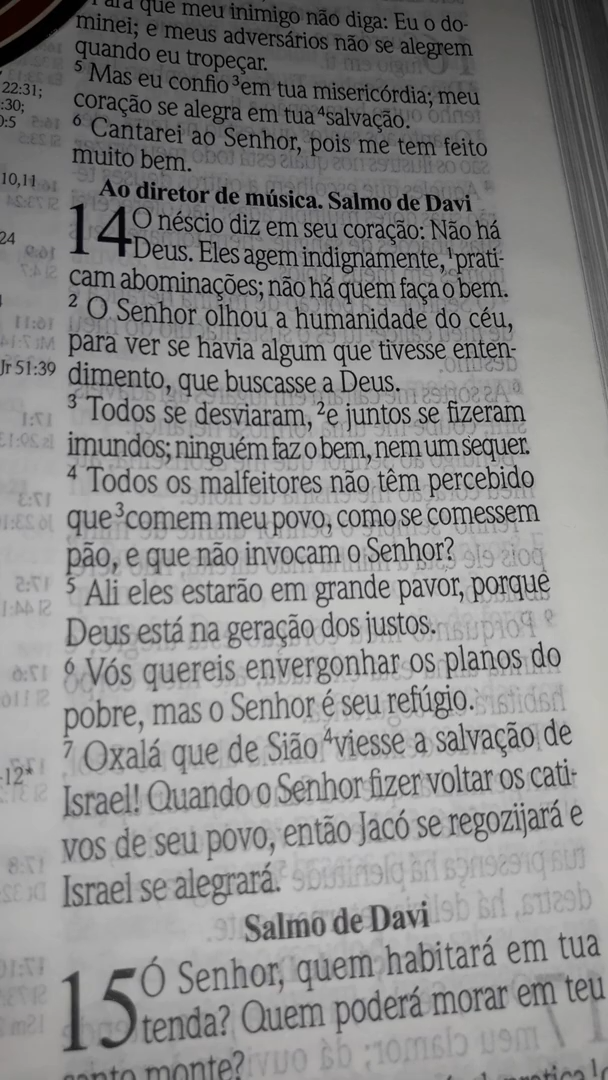 Para que meu inimigo não diga: Eu o do-
minei; e meus adversários não se alegrem
quando eu tropeçar.
5 Mas eu confio 3em tua misericórdia; meu
coração se alegra em tua 4salvação.
6 Cantarei ao Senhor, pois me tem feito
muito bem.
Ao diretor de música. Salmo de Davi
14 O néscio diz em seu coração: Não há
Deus. Eles agem indignamente, 1prati-
cam abominações; não há quem faça o bem.
2 O Senhor olhou a humanidade do céu,
para ver se havia algum que tivesse enten-
dimento, que buscasse a Deus.
3 Todos se desviaram, 2e juntos se fizeram
imundos; ninguém faz o bem, nem um sequer.
4 Todos os malfeitores não têm percebido
que 3comem meu povo, como se comessem
pão, e que não invocam o Senhor?
5 Ali eles estarão em grande pavor, porque
Deus está na geração dos justos.
6 Vós quereis envergonhar os planos do
pobre, mas o Senhor é seu refúgio.
7 Oxalá que de Sião 4viesse a salvação de
Israel! Quando o Senhor fizer voltar os cati-
vos de seu povo, então Jacó se regozijará e
Israel se alegrará.
Salmo de Davi
15 Ó Senhor, quem habitará em tua
tenda? Quem poderá morar em teu
santo monte?
22:31;
:30;
10,11
24
Jr 51:39
-12*